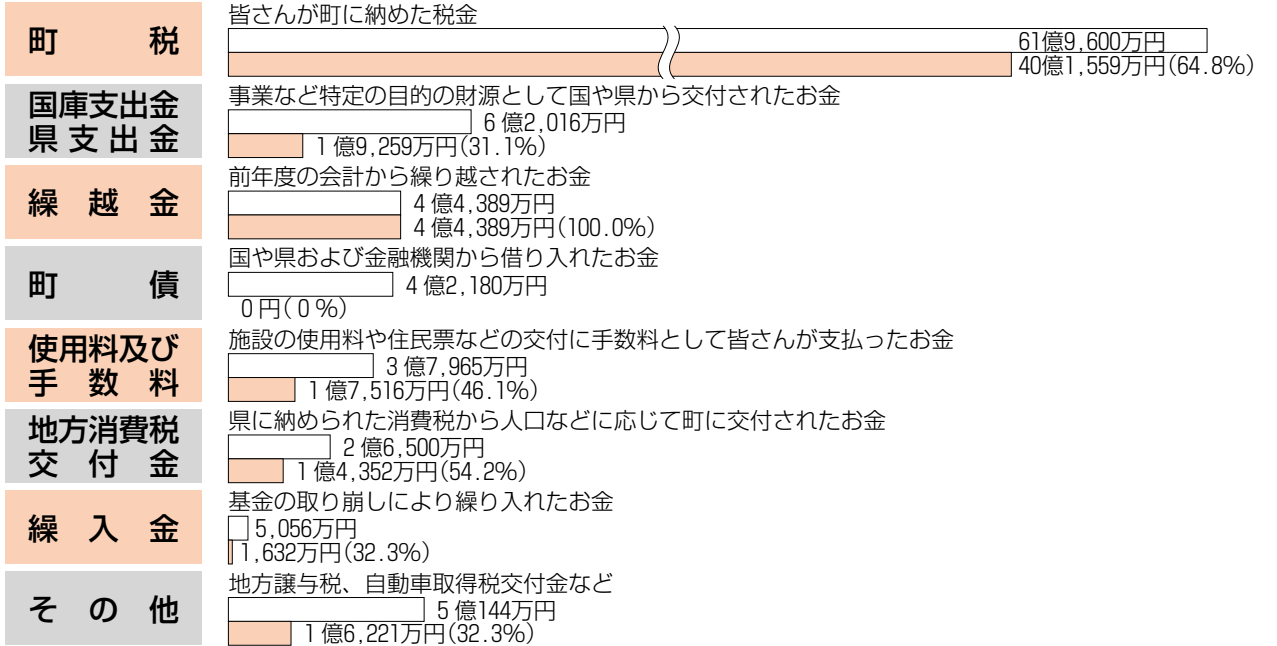 町税
皆さんが町に納めた税金
61億9,600万円
40億1,559万円(64.8%)
国庫支出金
県支出金
事業など特定の目的の財源として国や県から交付されたお金
6億2,016万円
1億9,259万円(31.1%)
繰越金
前年度の会計から繰り越されたお金
4億4,389万円
4億4,389万円(100.0%)
町債
国や県および金融機関から借り入れたお金
4億2,180万円
0円(0%)
使用料及び
手数料
施設の使用料や住民票などの交付に手数料として皆さんが支払ったお金
3億7,965万円
1億7,516万円(46.1%)
地方消費税
交付金
県に納められた消費税から人口などに応じて町に交付されたお金
2億6,500万円
1億4,352万円(54.2%)
繰入金
基金の取り崩しにより繰り入れたお金
5,056万円
1,632万円(32.3%)
その他
地方譲与税、自動車取得税交付金など
5億144万円
1億6,221万円(32.3%)